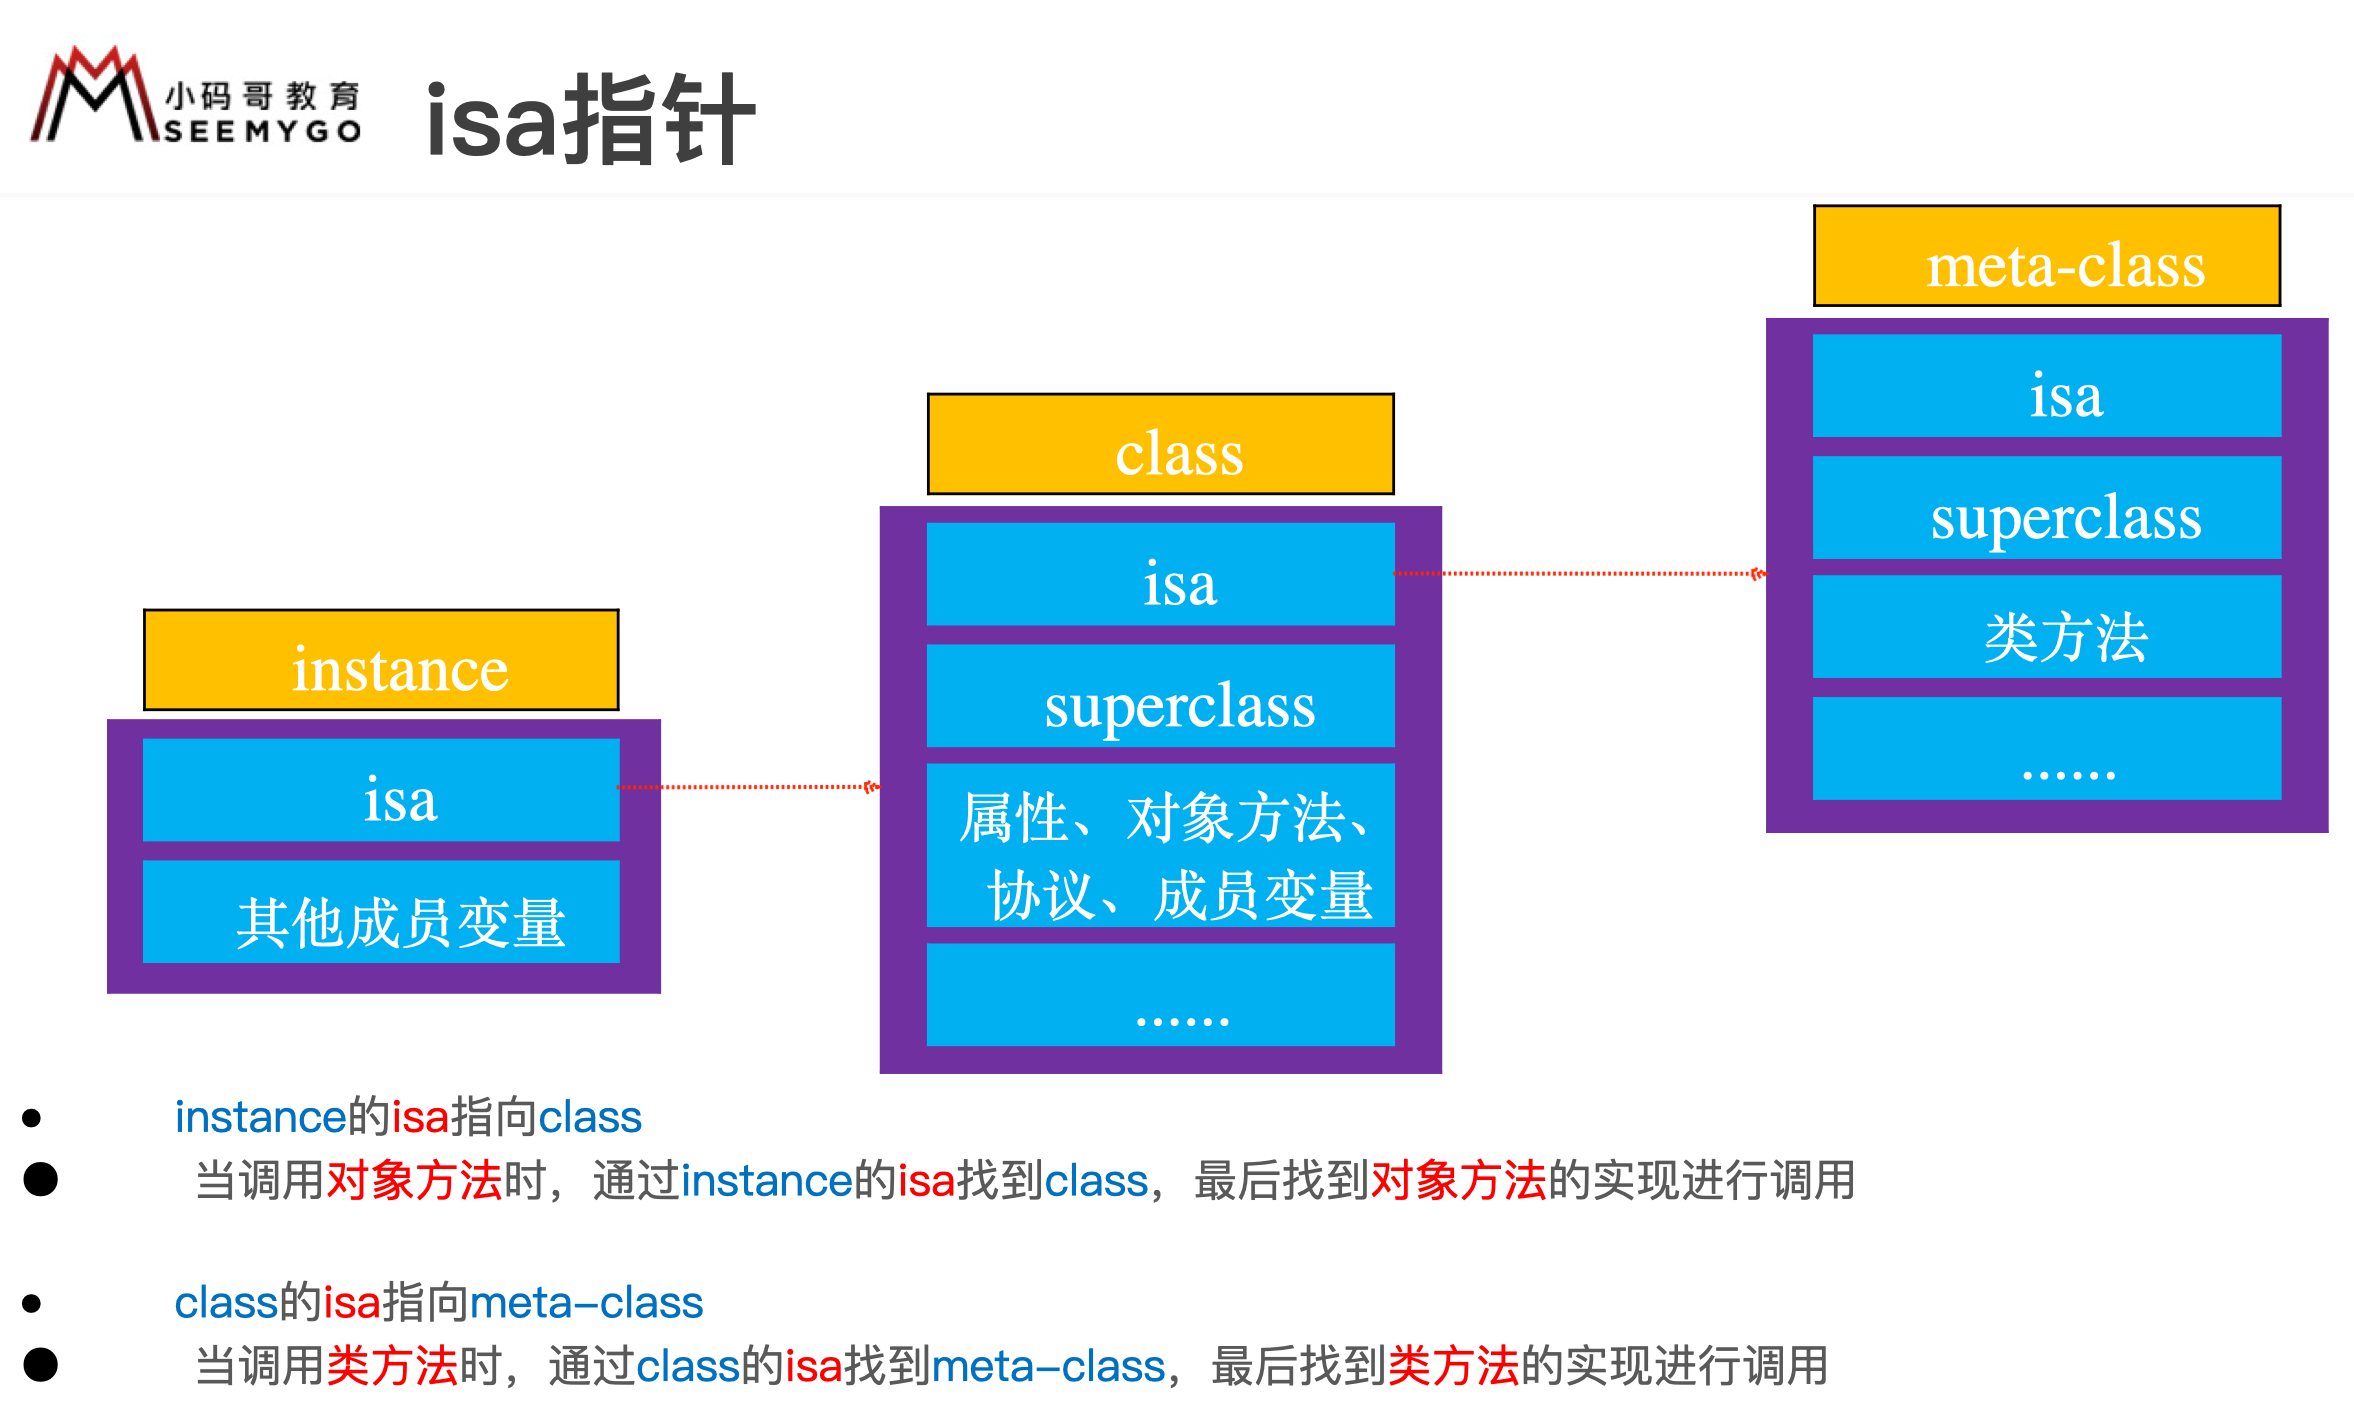 小码哥教育
SEEMYGO
isa指针
instance
isa
其他成员变量
class
isa
superclass
属性、对象方法、
协议、成员变量
......
meta-class
isa
superclass
类方法
......
• instance的isa指向class
● 当调用对象方法时，通过instance的isa找到class，最后找到对象方法的实现进行调用
• class的isa指向meta-class
● 当调用类方法时，通过class的isa找到meta-class，最后找到类方法的实现进行调用